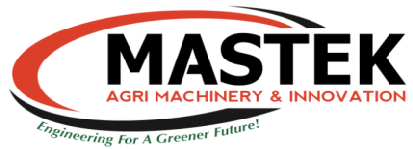 MASTEK
AGRI MACHINERY & INNOVATION
Engineering For A Greener Future!